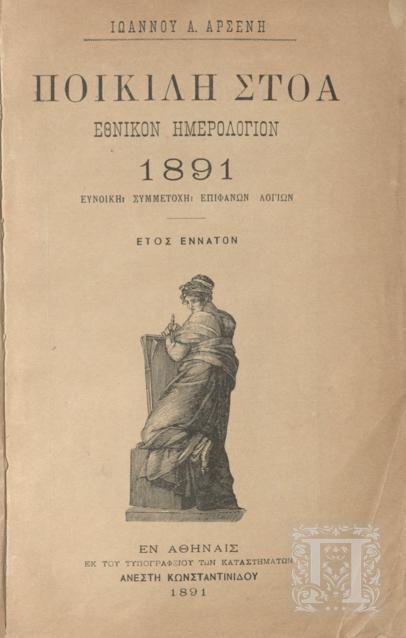 ΙΩΑΝΝΟΥ Α. ΑΡΣΕΝΗ
ΠΟΙΚΙΛΗ ΣΤΟΑ
ΕΘΝΙΚΟΝ ΗΜΕΡΟΛΟΓΙΟΝ
1891
ΕΥΝΟΙΚΗι ΣΥΜΜΕΤΟΧΗι ΕΠΙΦΑΝΩΝ ΛΟΓΙΩΝ
ΕΤΟΣ ΕΝΝΑΤΟΝ
ΕΝ ΑΘΗΝΑΙΣ
ΕΚ ΤΟΥ ΤΥΠΟΓΡΑΦΕΙΟΥ ΤΩΝ ΚΑΤΑΣΤΗΜΑΤΩΝ
ΑΝΕΣΤΗ ΚΩΝΣΤΑΝΤΙΝΙΔΟΥ
1891
Π